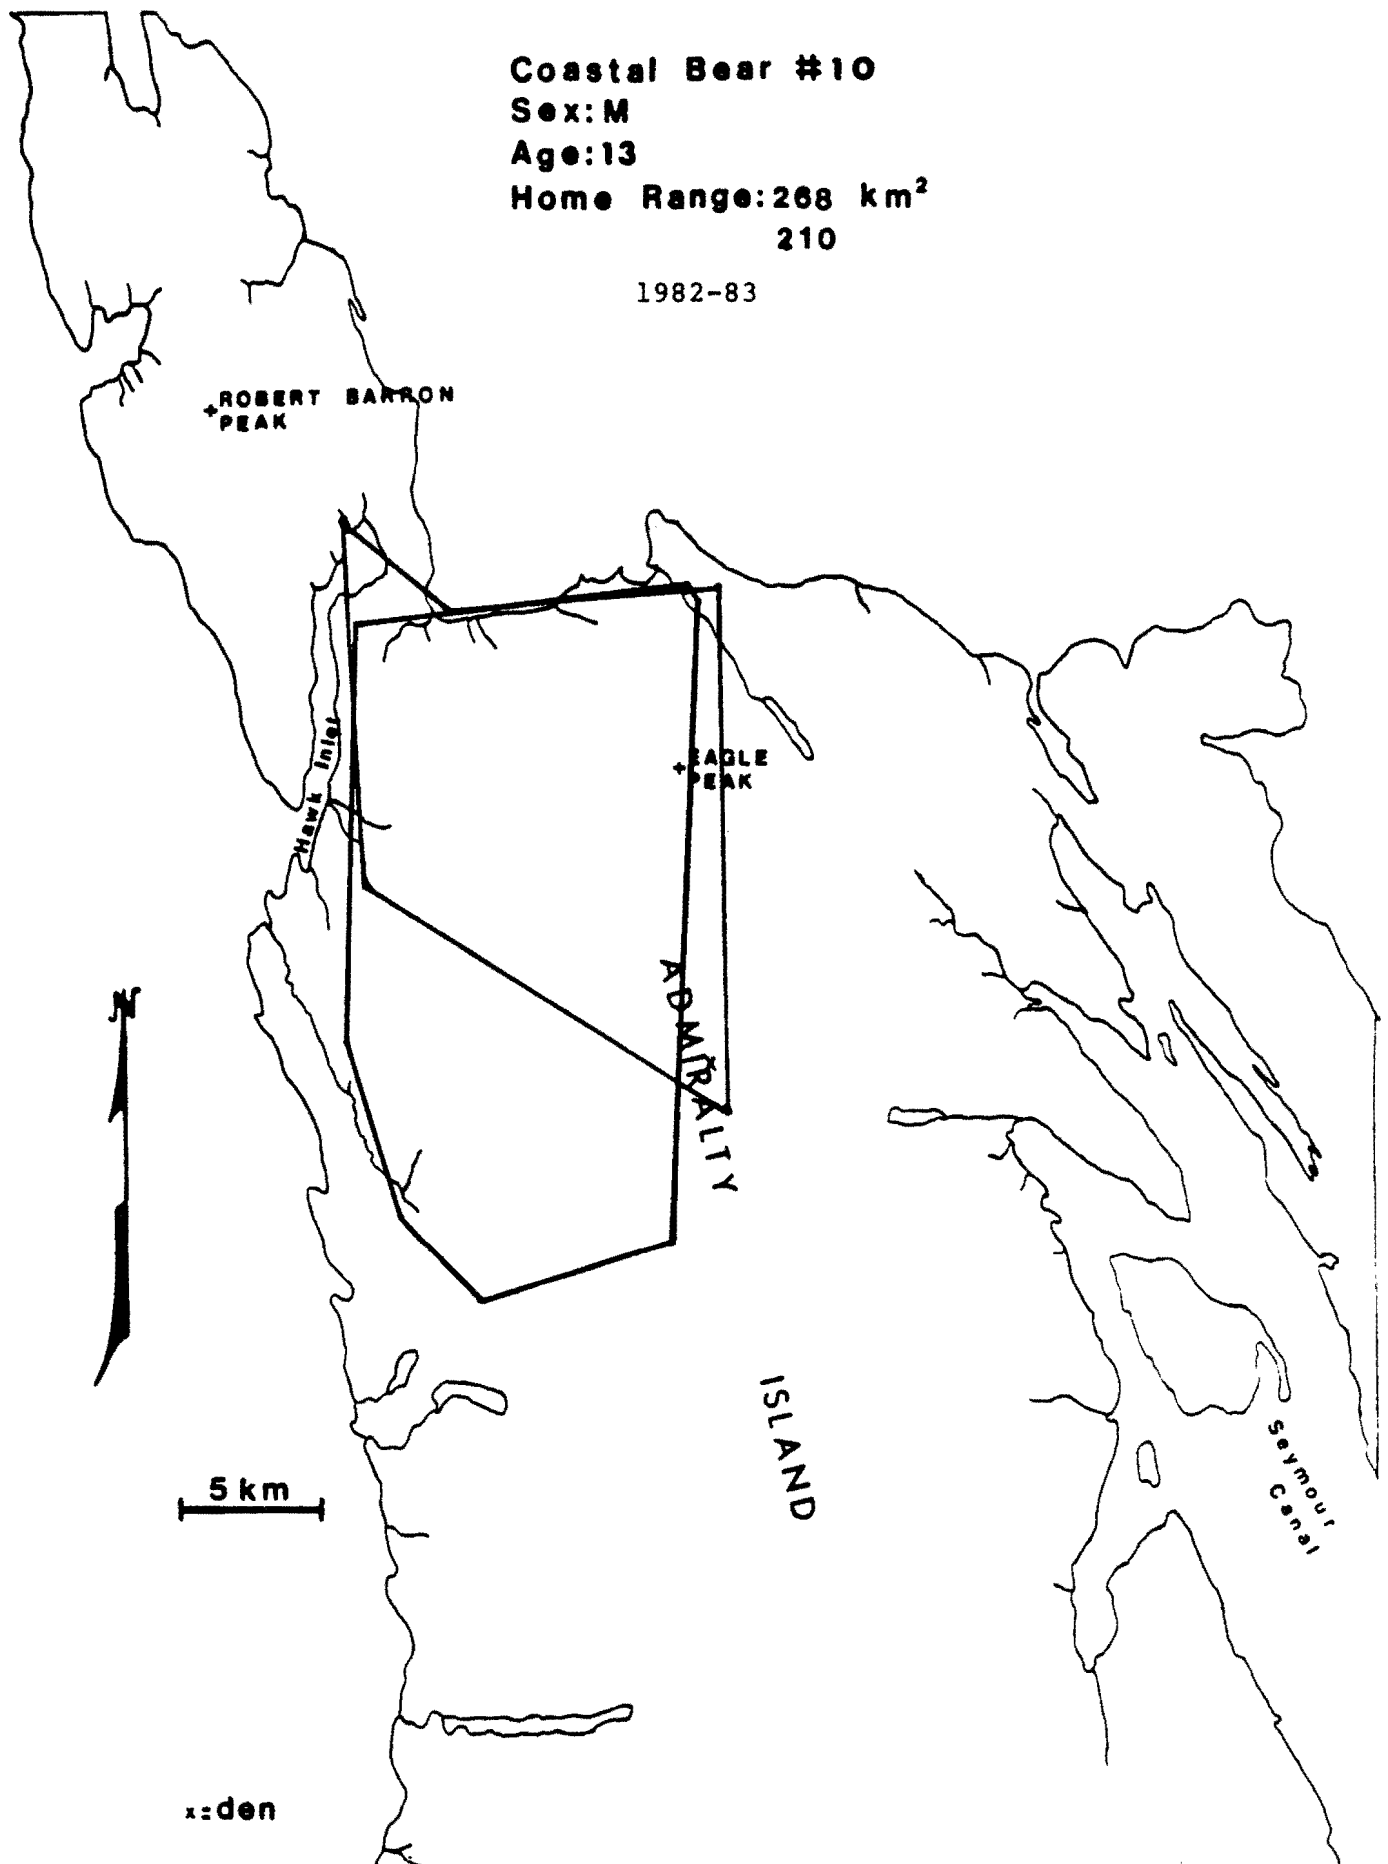 Coastal Bear #10
Sex:M
Age:13
Home Range:268 km²
210
1982-83
+ROBERT BARRON
PEAK
Hawk Inlet
+EAGLE
PEAK
N
ADMIRALTY
ISLAND
5 km
Seymour
Canal
x=den